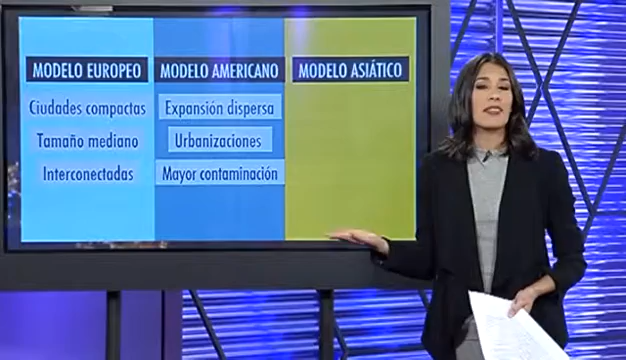 MODELO EUROPEO
Ciudades compactas
Tamaño mediano
Interconectadas
MODELO AMERICANO
Expansión dispersa
Urbanizaciones
Mayor contaminación
MODELO ASIÁTICO